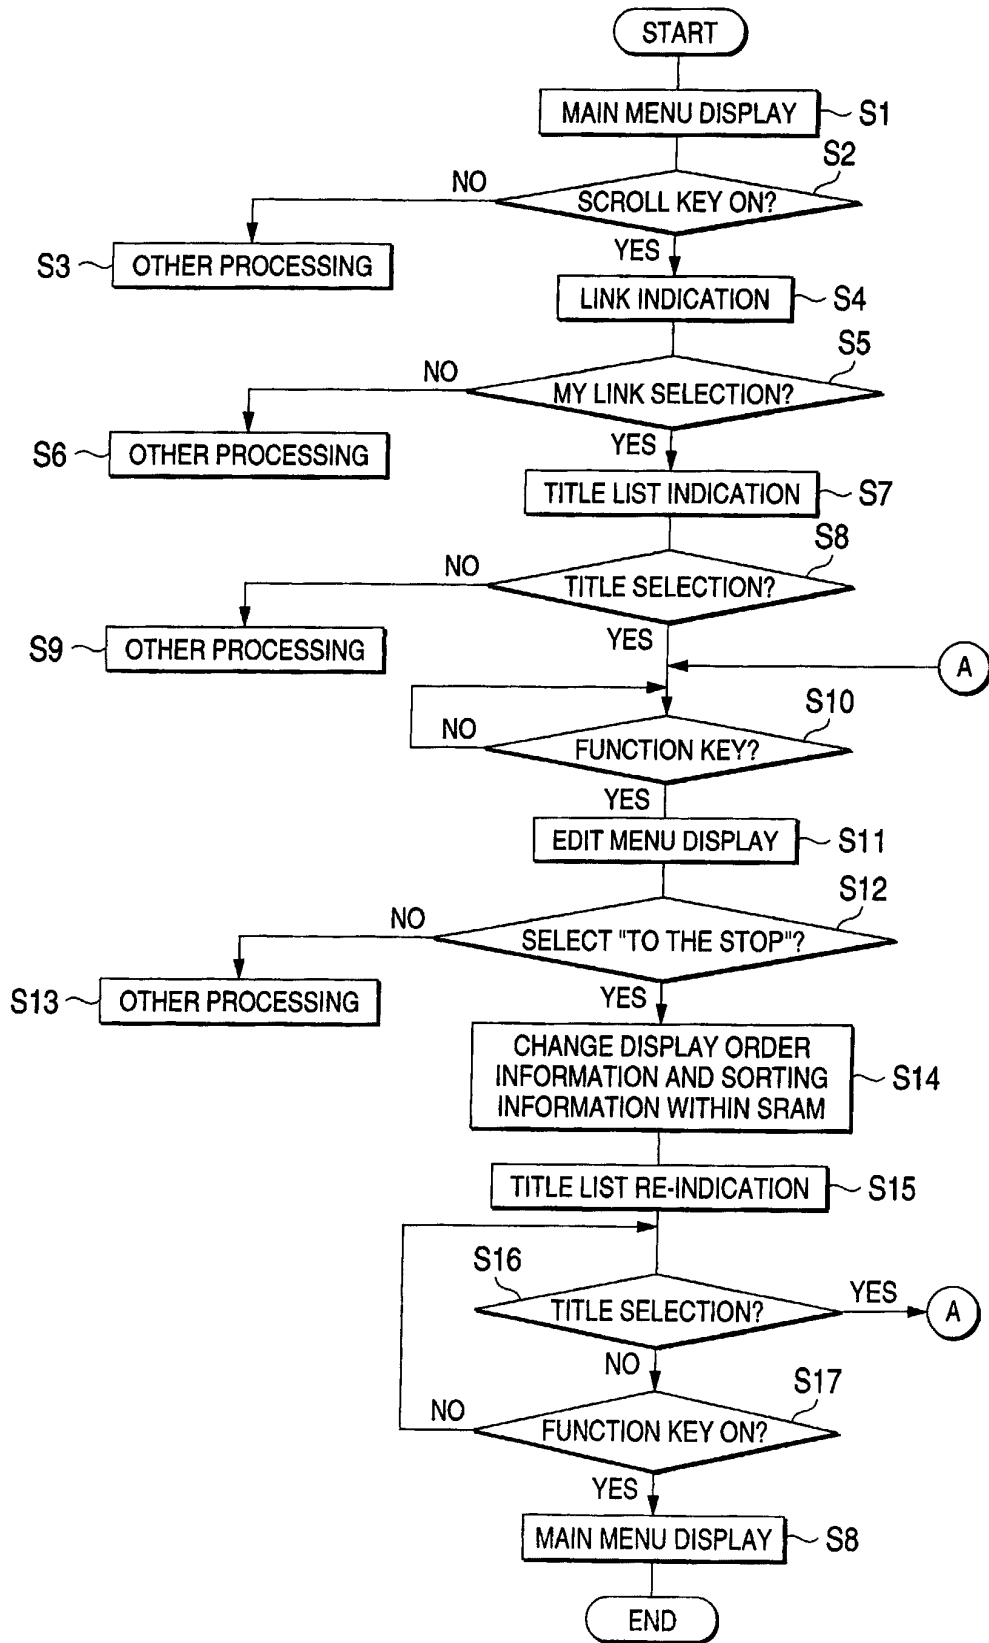 START
MAIN MENU DISPLAY
S1
S2
SCROLL KEY ON?
NO
YES
S3
OTHER PROCESSING
LINK INDICATION
S4
S5
MY LINK SELECTION?
NO
YES
S6
OTHER PROCESSING
TITLE LIST INDICATION
S7
S8
TITLE SELECTION?
NO
YES
S9
OTHER PROCESSING
A
S10
FUNCTION KEY?
NO
YES
EDIT MENU DISPLAY
S11
S12
SELECT "TO THE STOP"?
NO
YES
S13
OTHER PROCESSING
CHANGE DISPLAY ORDER
INFORMATION AND SORTING
INFORMATION WITHIN SRAM
S14
TITLE LIST RE-INDICATION
S15
S16
TITLE SELECTION?
YES
A
NO
S17
FUNCTION KEY ON?
NO
YES
MAIN MENU DISPLAY
S8
END